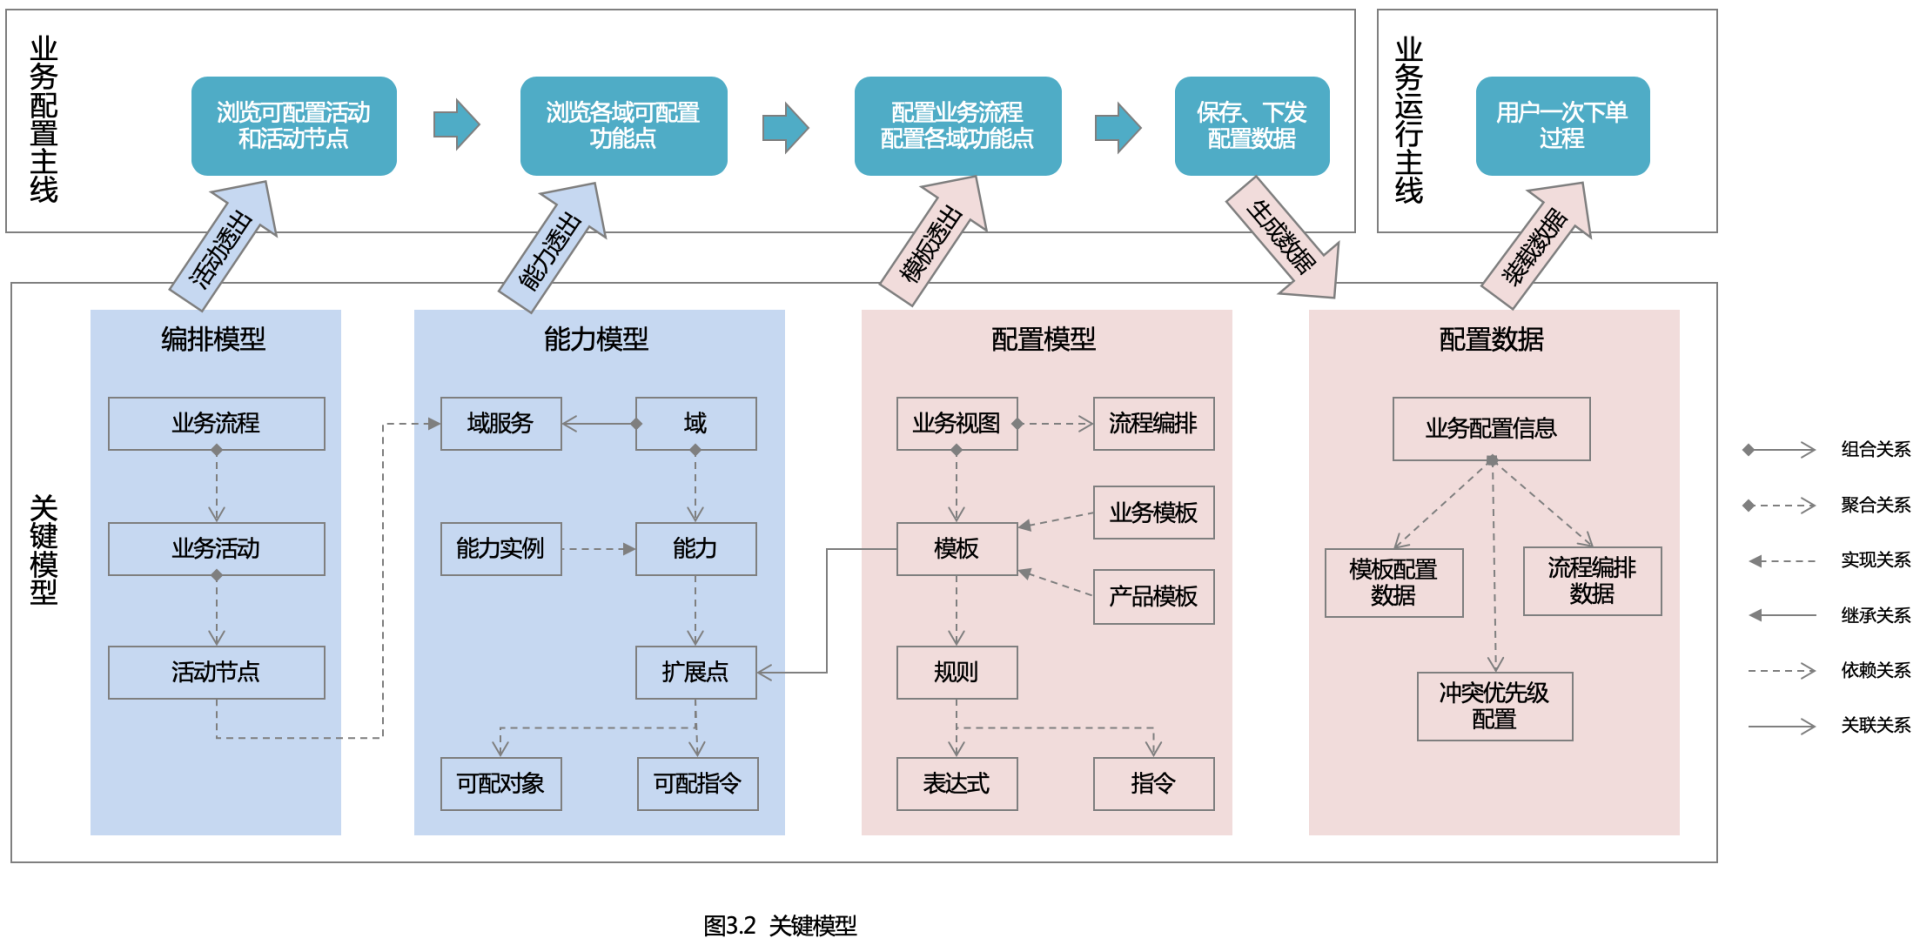 业务配置主线
浏览可配置活动
和活动节点
浏览各域可配置
功能点
配置业务流程
配置各域功能点
保存、下发
配置数据
业务运行主线
用户一次下单
过程
活动透出
能力透出
模板透出
生成数据
装载数据
关键模型
编排模型
业务流程
业务活动
活动节点
能力模型
域服务
域
能力实例
能力
扩展点
可配对象
可配指令
配置模型
业务视图
流程编排
业务模板
模板
产品模板
规则
表达式
指令
配置数据
业务配置信息
模板配置
数据
流程编排
数据
冲突优先级
配置
组合关系
聚合关系
实现关系
继承关系
依赖关系
关联关系
图3.2 关键模型